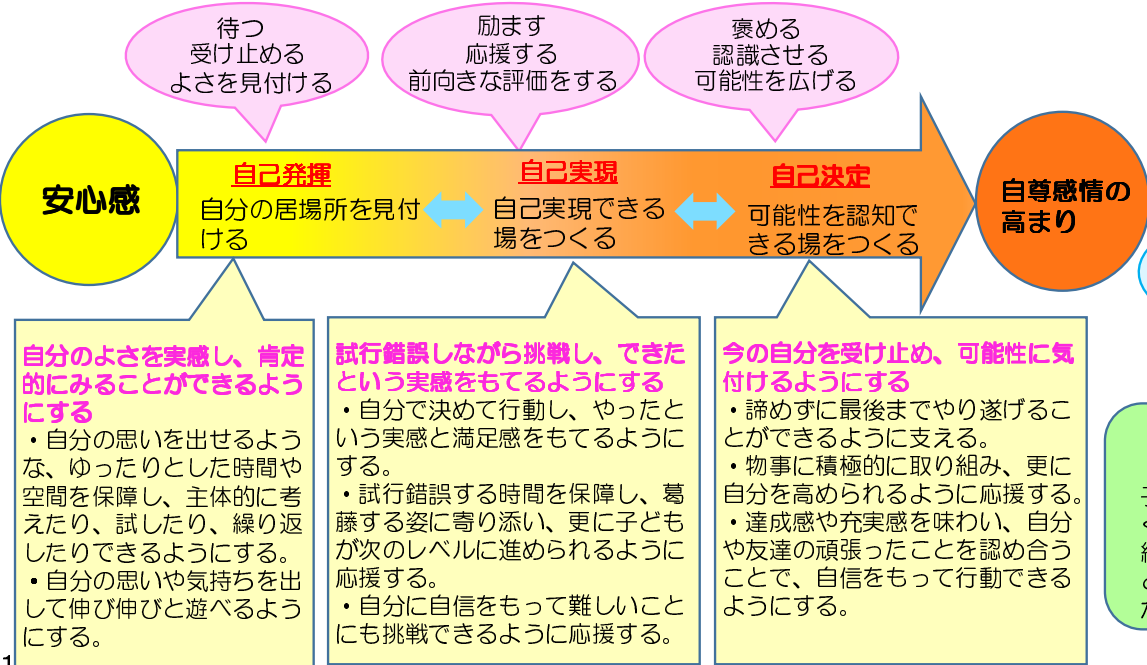 待つ
受け止める
よさを見付ける
励ます
応援する
前向きな評価をする
褒める
認識させる
可能性を広げる
安心感
自己発揮
自分の居場所を見付
ける
自己実現
自己実現できる
場をつくる
自己決定
可能性を認知で
きる場をつくる
自尊感情の
高まり
自分のよさを実感し、肯定
的にみることができるよう
にする
・自分の思いを出せるよう
な、ゆったりとした時間や
空間を保障し、主体的に考
えたり、試したり、繰り返
したりできるようにする。
・自分の思いや気持ちを出
して伸び伸びと遊べるよう
にする。
試行錯誤しながら挑戦し、できた
という実感をもてるようにする
・自分で決めて行動し、やったと
いう実感と満足感をもてるように
する。
・試行錯誤する時間を保障し、葛
藤する姿に寄り添い、更に子ども
が次のレベルに進められるように
応援する。
・自分に自信をもって難しいこと
にも挑戦できるように応援する。
今の自分を受け止め、可能性に気
付けるようにする
・諦めずに最後までやり遂げるこ
とができるように支える。
・物事に積極的に取り組み、更に
自分を高められるように応援する。
・達成感や充実感を味わい、自分
や友達の頑張ったことを認め合う
ことで、自信をもって行動できる
ようにする。
1